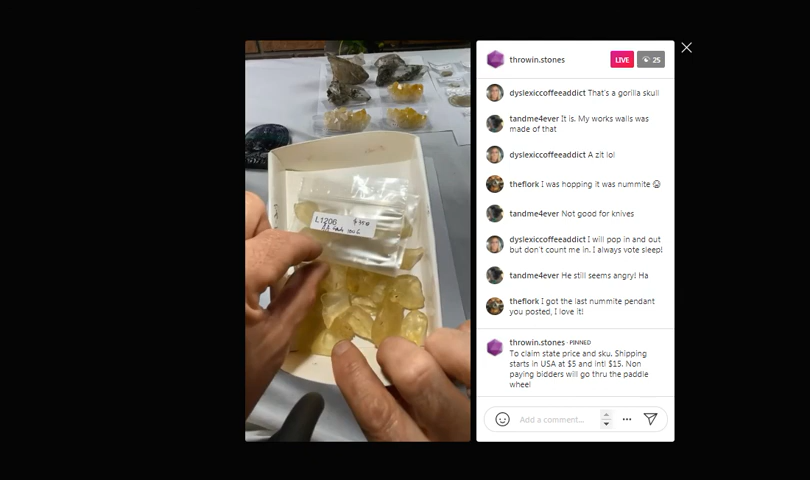 throwin.stones
LIVE
25
dyslexiccoffeeaddict That's a gorilla skull
tandme4ever It is. My works walls was
made of that
dyslexiccoffeeaddict A zit lol
theflork I was hopping it was nummite
tandme4ever Not good for knives
dyslexiccoffeeaddict I will pop in and out
but don't count me in. I always vote sleep!
tandme4ever He still seems angry! Ha
theflork I got the last nummite pendant
you posted, I love it!
throwin.stones · PINNED
To claim state price and sku. Shipping
starts in USA at $5 and intl $15. Non
paying bidders will go thru the paddle
wheel
Add a comment...
L1206